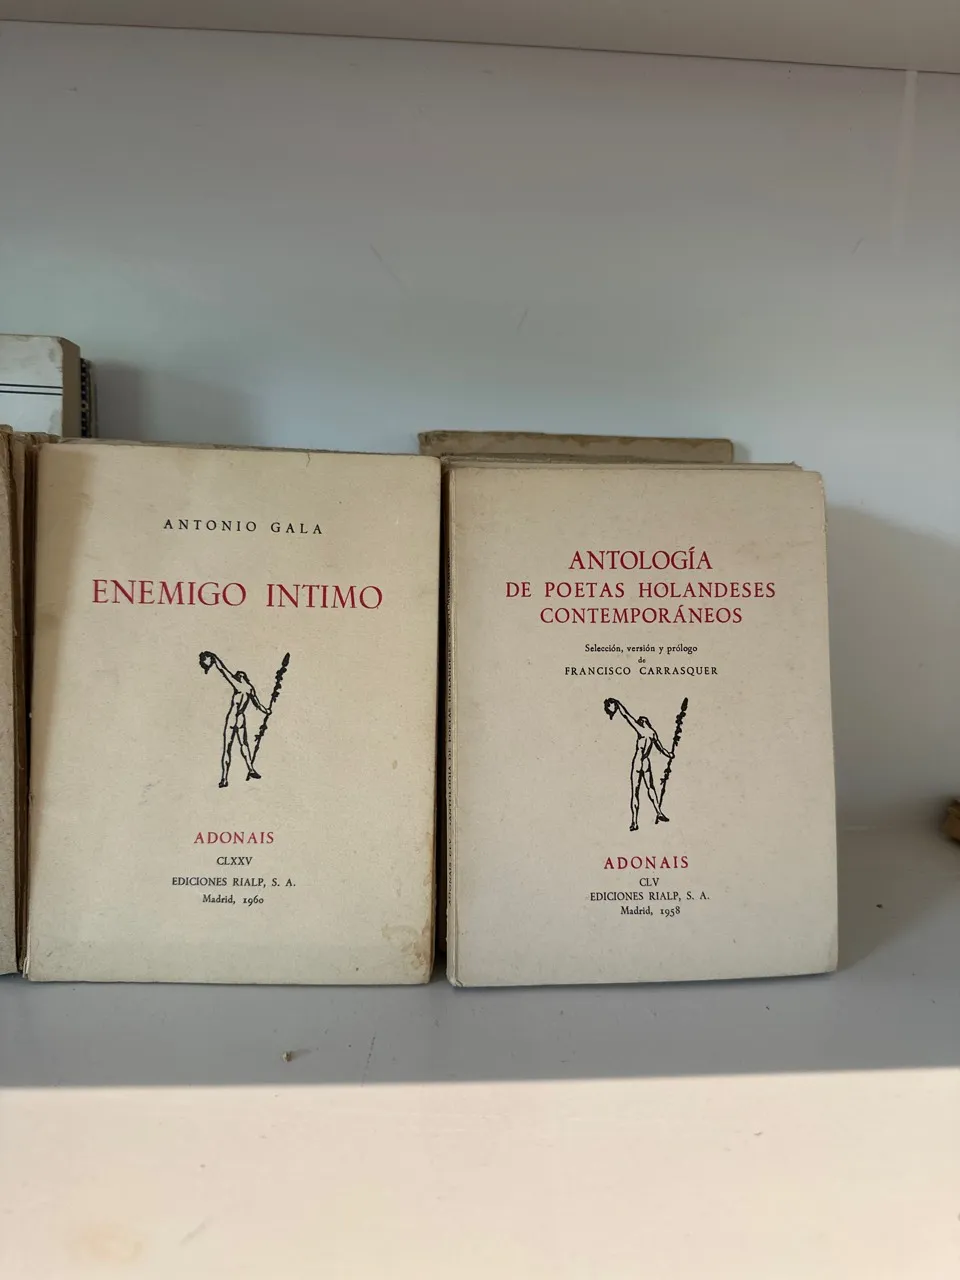 ANTONIO GALA
ENEMIGO INTIMO
ADONAIS
CLXXV
EDICIONES RIALP, S. A.
Madrid, 1960
ANTOLOGÍA
DE POETAS HOLANDESES
CONTEMPORÁNEOS
Selección, versión y prólogo
de
FRANCISCO CARRASQUER
ADONAIS
CLV
EDICIONES RIALP, S. A.
Madrid, 1958